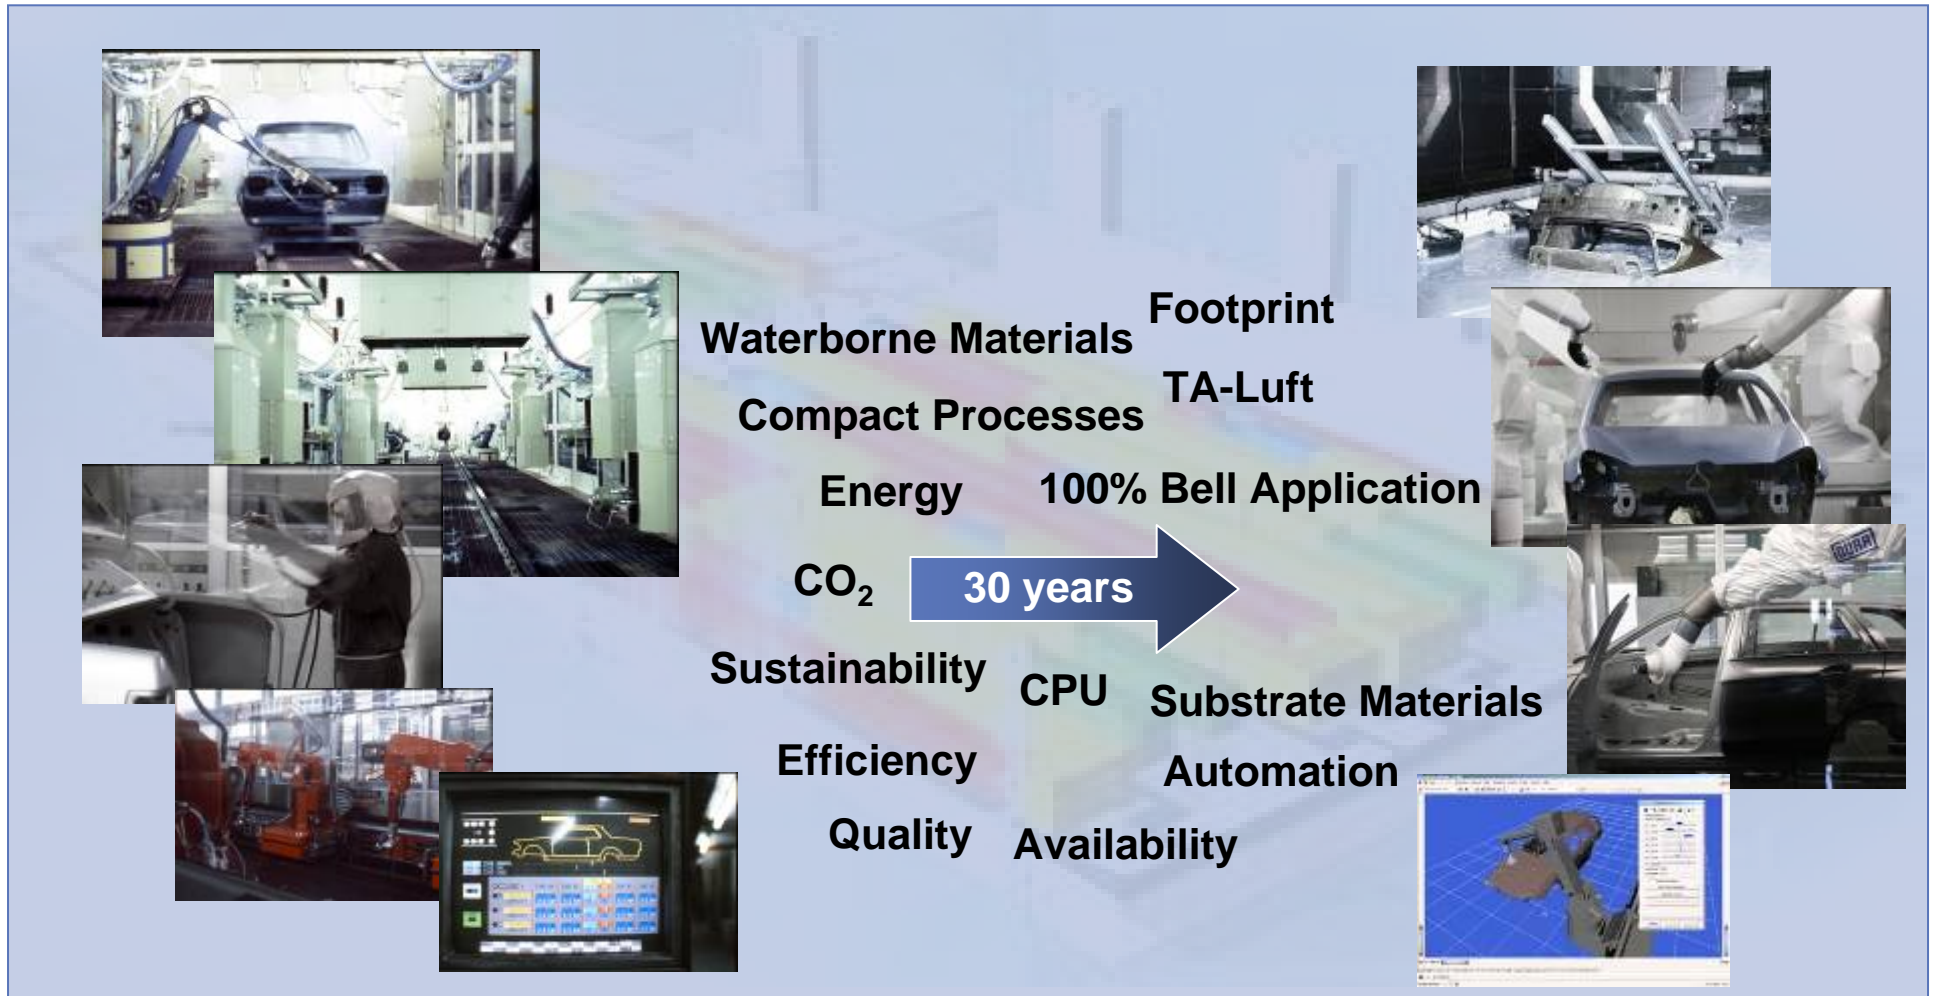 Footprint
Waterborne Materials
TA-Luft
Compact Processes
Energy
100% Bell Application
CO₂
30 years
Sustainability
CPU
Substrate Materials
Efficiency
Automation
Quality
Availability
DÜRR